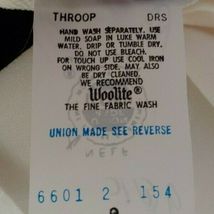 THROOP DRS
HAND WASH SEPARATELY, USE
MILD SOAP IN LUKE WARM
WATER, DRIP OR TUMBLE DRY.
DO NOT USE BLEACH.
FOR TOUCH UP USE COOL IRON
ON WRONG SIDE. MAY ALSO
BE DRY CLEANED.
WE RECOMMEND
Woolite®
THE FINE FABRIC WASH
UNION MADE SEE REVERSE
6601 2 154